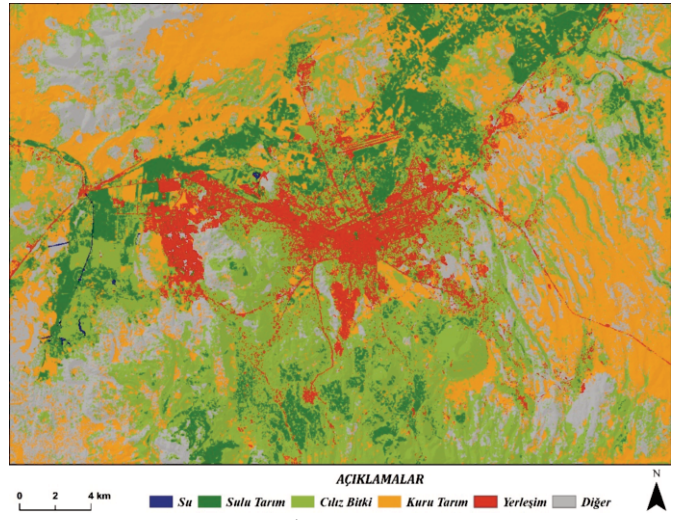 AÇIKLAMALAR
N
0 2 4 km
Su Sulu Tarım Cılız Bitki Kuru Tarım Yerleşim Diğer